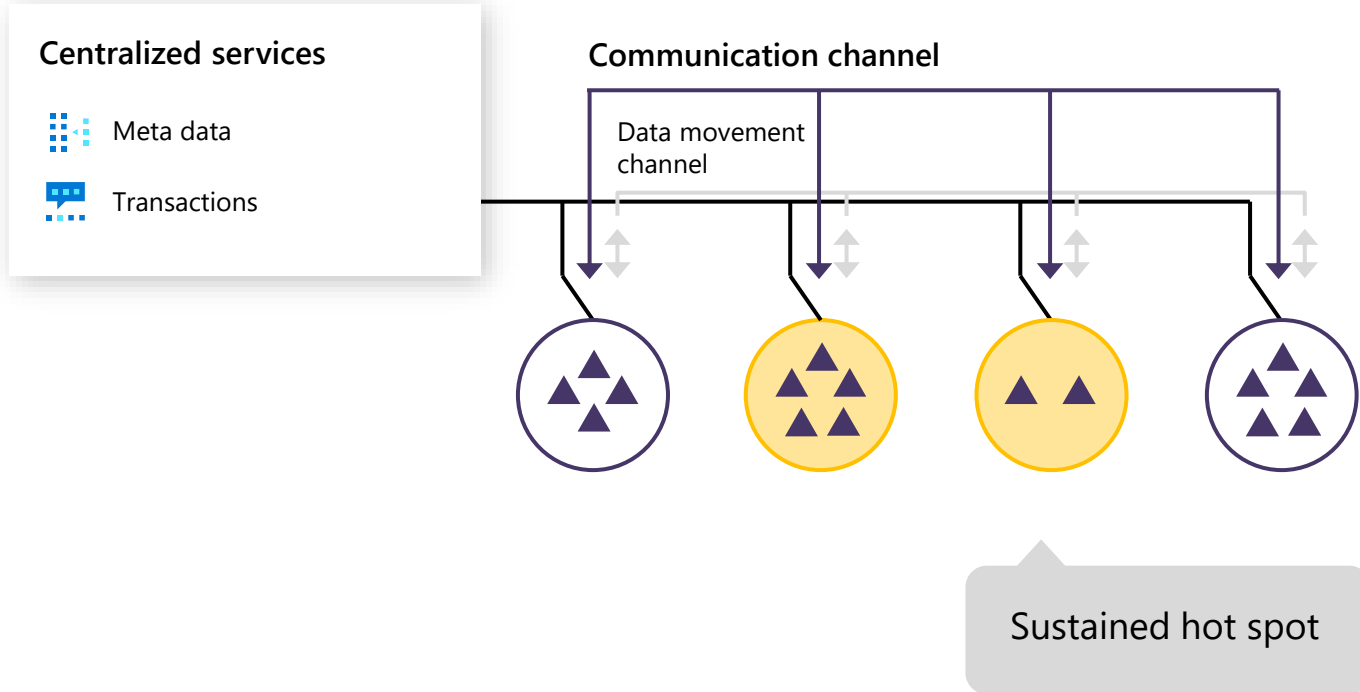 Centralized services
Meta data
Transactions
Communication channel
Data movement
channel
Sustained hot spot